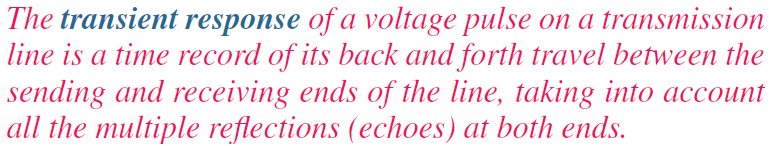 The transient response of a voltage pulse on a transmission
line is a time record of its back and forth travel between the
sending and receiving ends of the line, taking into account
all the multiple reflections (echoes) at both ends.